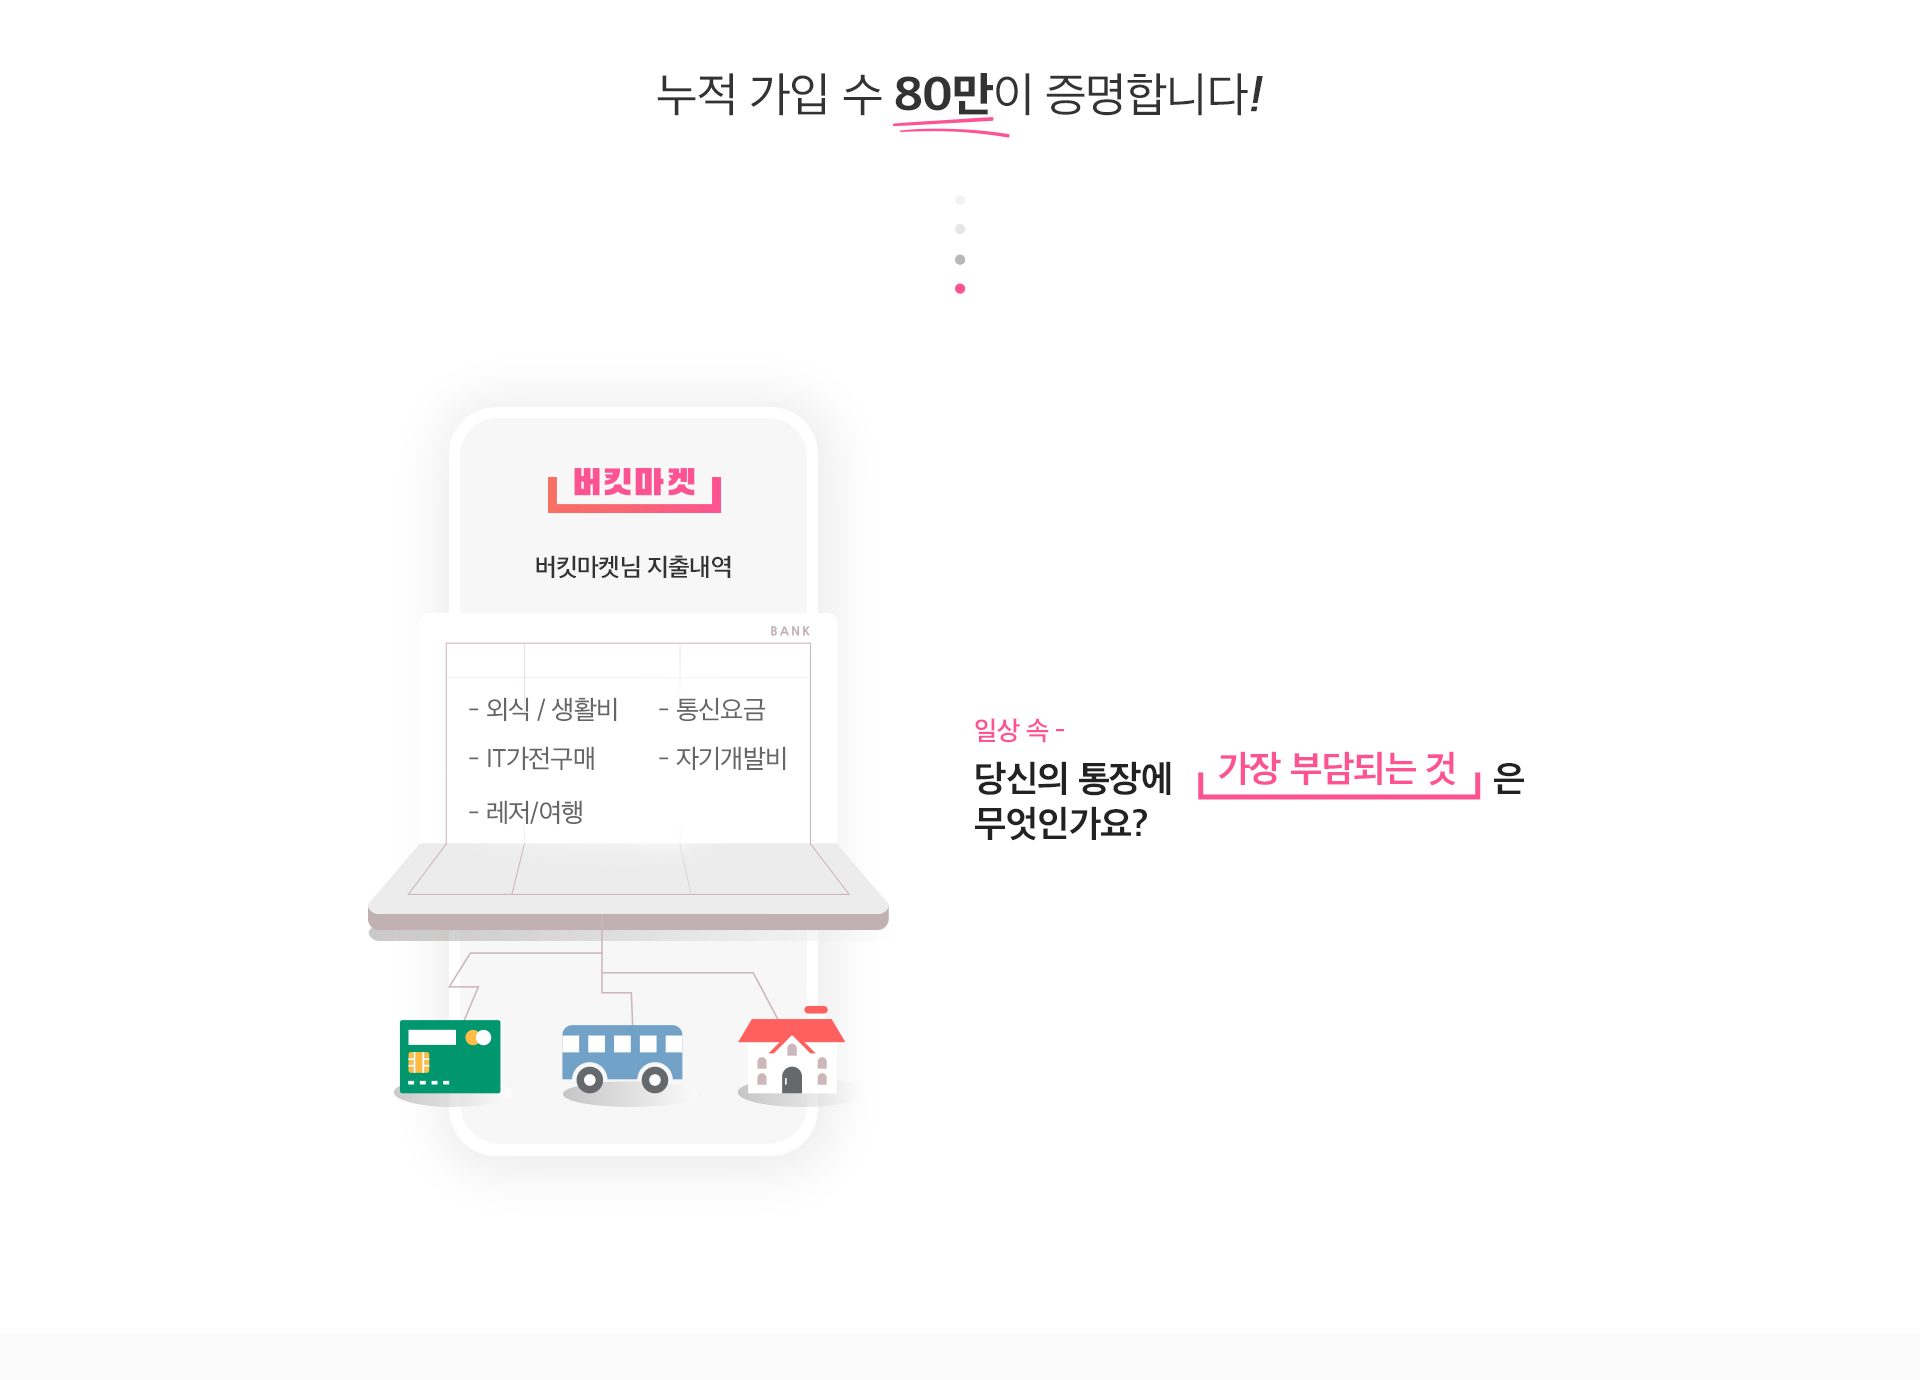 누적 가입 수 80만이 증명합니다!
버킷마켓
버킷마켓님 지출내역
BANK
- 외식 / 생활비
- 통신요금
- IT가전구매
- 자기개발비
- 레저/여행
일상 속 -
당신의 통장에 가장 부담되는 것 은
무엇인가요?